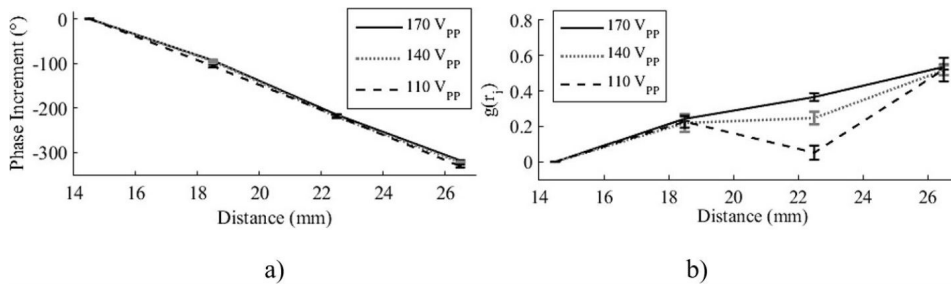 Phase Increment (°)
0
-100
-200
-300
14 16 18 20 22 24 26
Distance (mm)
170 V_PP
140 V_PP
110 V_PP
a)
g(r_i)
0.8
0.6
0.4
0.2
0
14 16 18 20 22 24 26
Distance (mm)
170 V_PP
140 V_PP
110 V_PP
b)